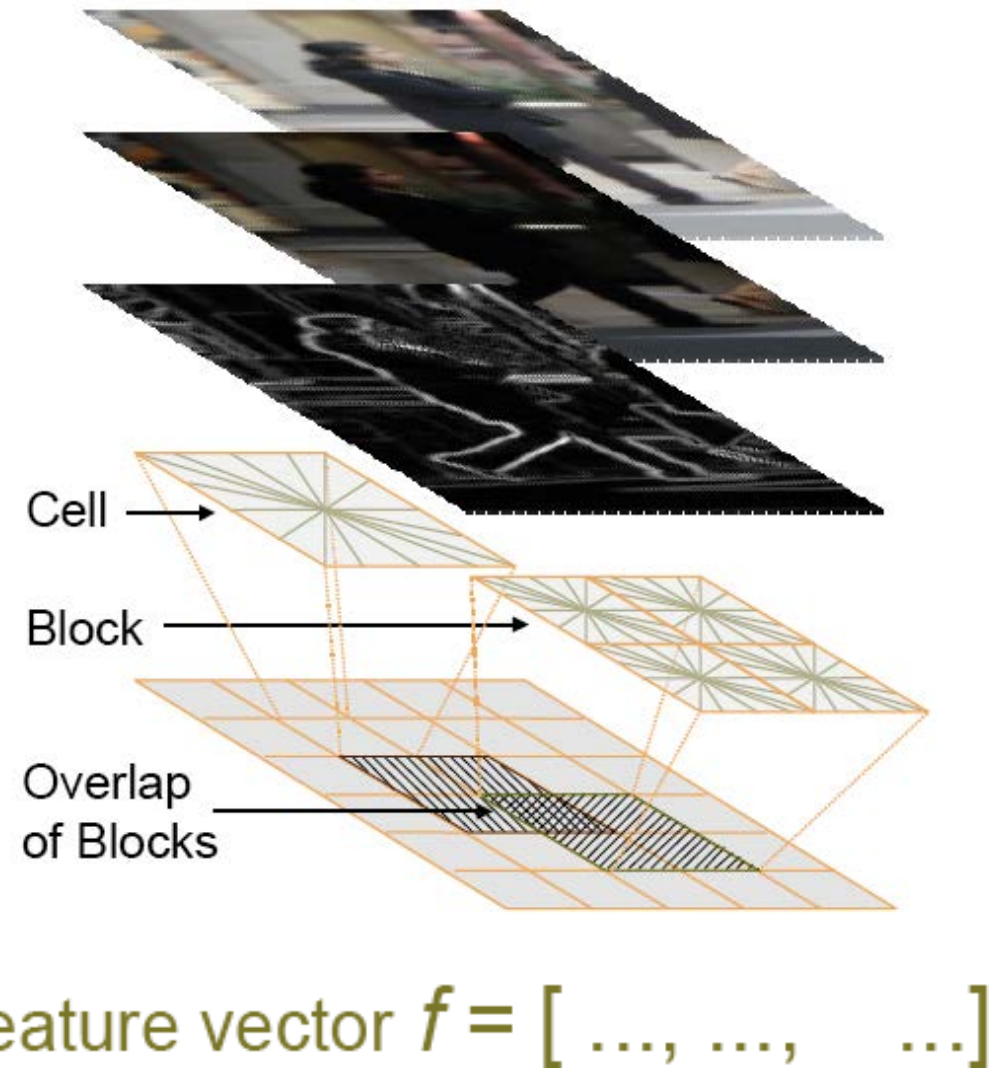 Cell
Block
Overlap
of Blocks
eature vector f = [ ..., ..., ...]